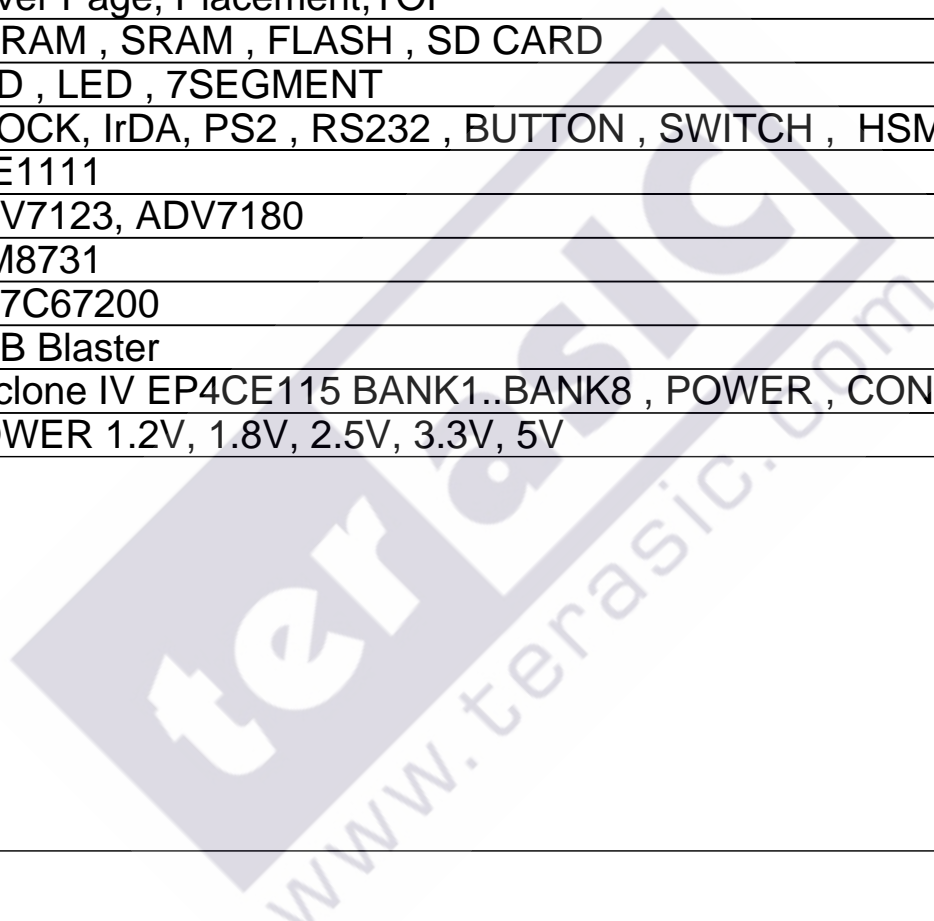 ver Page, Placement,TOP
RAM , SRAM , FLASH , SD CARD
D , LED , 7SEGMENT
OCK, IrDA, PS2 , RS232 , BUTTON , SWITCH , HSM
E1111
V7123, ADV7180
M8731
7C67200
B Blaster
clone IV EP4CE115 BANK1..BANK8 , POWER , CON
WER 1.2V, 1.8V, 2.5V, 3.3V, 5V
terasic
www.terasic.com